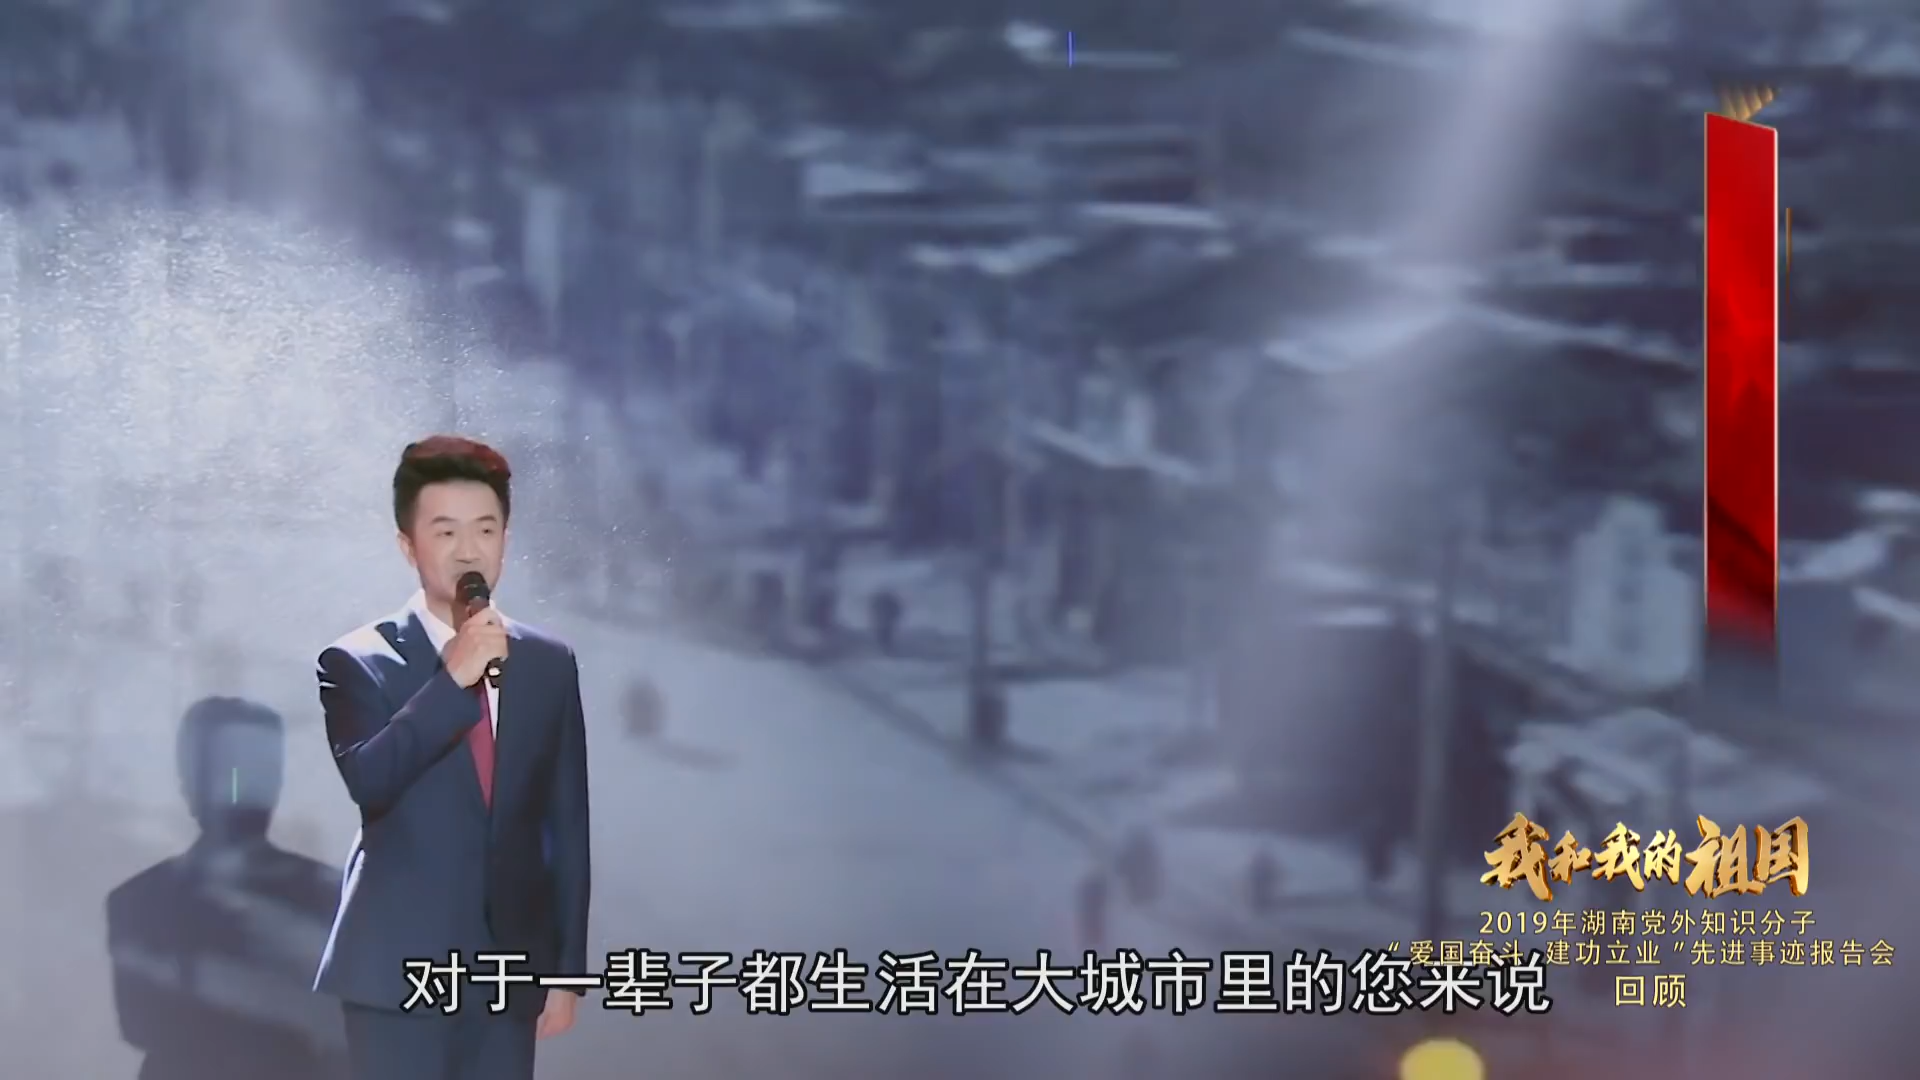 我和我的祖国
2019年湖南党外知识分子
“爱国奋斗 建功立业”先进事迹报告会
回顾
对于一辈子都生活在大城市里的您来说